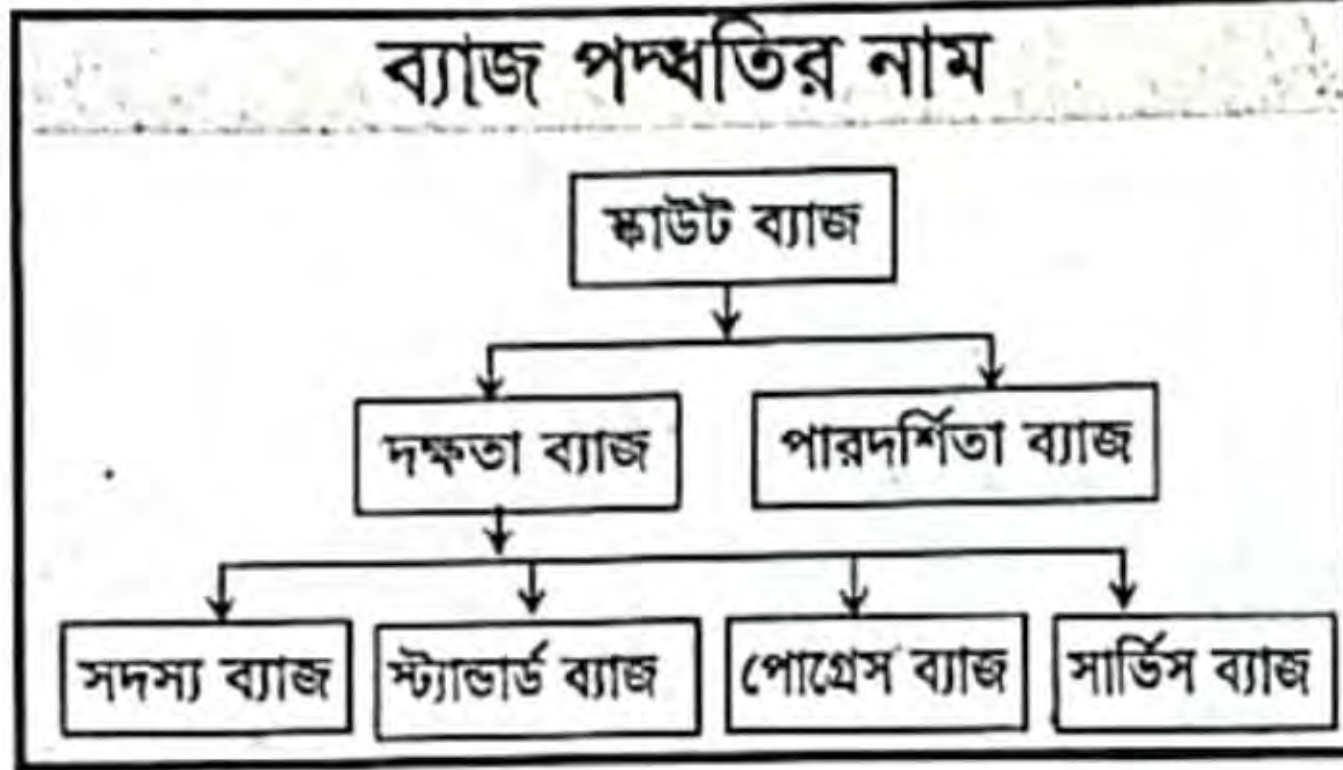 ব্যাজ পদ্ধতির নাম
স্কাউট ব্যাজ
দক্ষতা ব্যাজ
পারদর্শিতা ব্যাজ
সদস্য ব্যাজ
স্ট্যান্ডার্ড ব্যাজ
পোগ্রেস ব্যাজ
সার্ভিস ব্যাজ